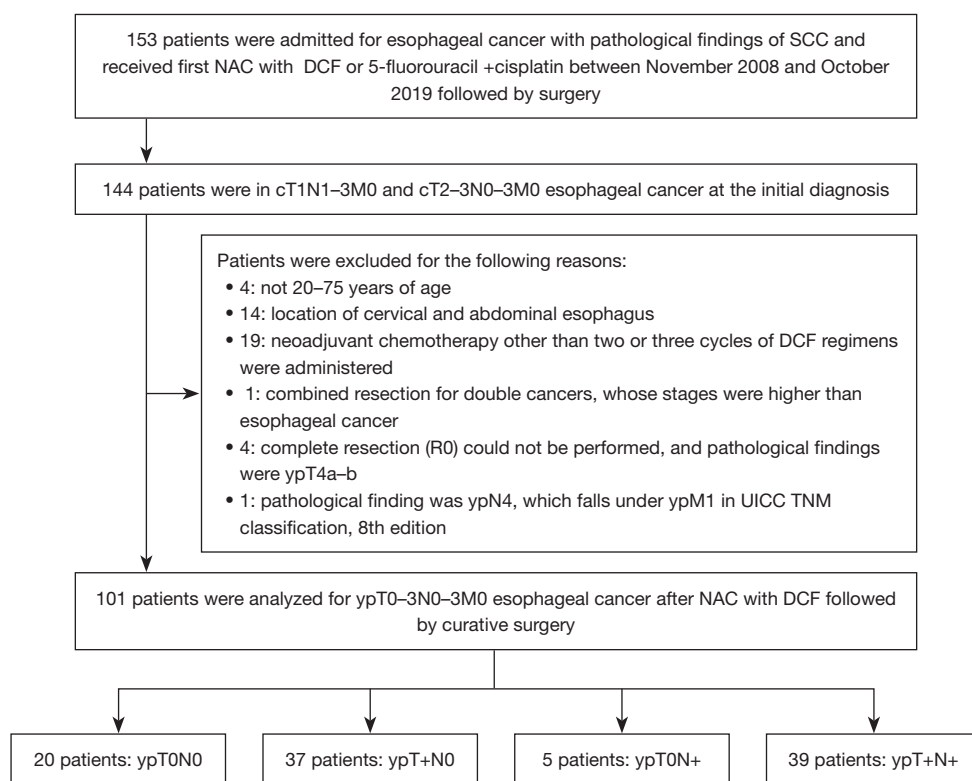 153 patients were admitted for esophageal cancer with pathological findings of SCC and
received first NAC with DCF or 5-fluorouracil +cisplatin between November 2008 and October
2019 followed by surgery
144 patients were in cT1N1–3M0 and cT2–3N0–3M0 esophageal cancer at the initial diagnosis
Patients were excluded for the following reasons:
• 4: not 20–75 years of age
• 14: location of cervical and abdominal esophagus
• 19: neoadjuvant chemotherapy other than two or three cycles of DCF regimens
were administered
• 1: combined resection for double cancers, whose stages were higher than
esophageal cancer
• 4: complete resection (R0) could not be performed, and pathological findings
were ypT4a–b
• 1: pathological finding was ypN4, which falls under ypM1 in UICC TNM
classification, 8th edition
101 patients were analyzed for ypT0–3N0–3M0 esophageal cancer after NAC with DCF followed
by curative surgery
20 patients: ypT0N0
37 patients: ypT+N0
5 patients: ypT0N+
39 patients: ypT+N+